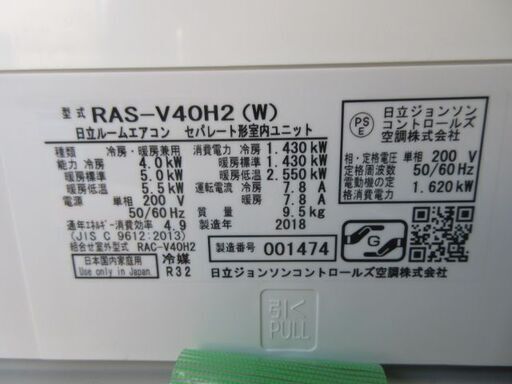 型式 RAS-V40H2 (W)
日立ルームエアコン セパレート形室内ユニット
種類 冷房・暖房兼用
能力 冷房 4.0 kW
暖房標準 5.0 kW
暖房低温 5.5 kW
電源 単相 200 V
50/60 Hz
通年エネルギー消費効率 4.9
(JIS C 9612:2013)
組合せ室外型式 RAC-V40H2
消費電力 冷房 1.430 kW
暖房標準 1.430 kW
暖房低温 2.550 kW
運転電流 冷房 7.8 A
暖房標準 7.8 A
質量 9.5 kg
製造年 2018
製造番号 001474
日本国内家庭用
Use only in Japan
冷媒
R32
日立ジョンソンコントロールズ空調株式会社
PS
E
日立ジョンソン
コントロールズ
空調株式会社
相・定格電圧 単相 200 V
定格周波数 50/60 Hz
電動機の定
格消費電力 1.620 kW
G
引く
PULL